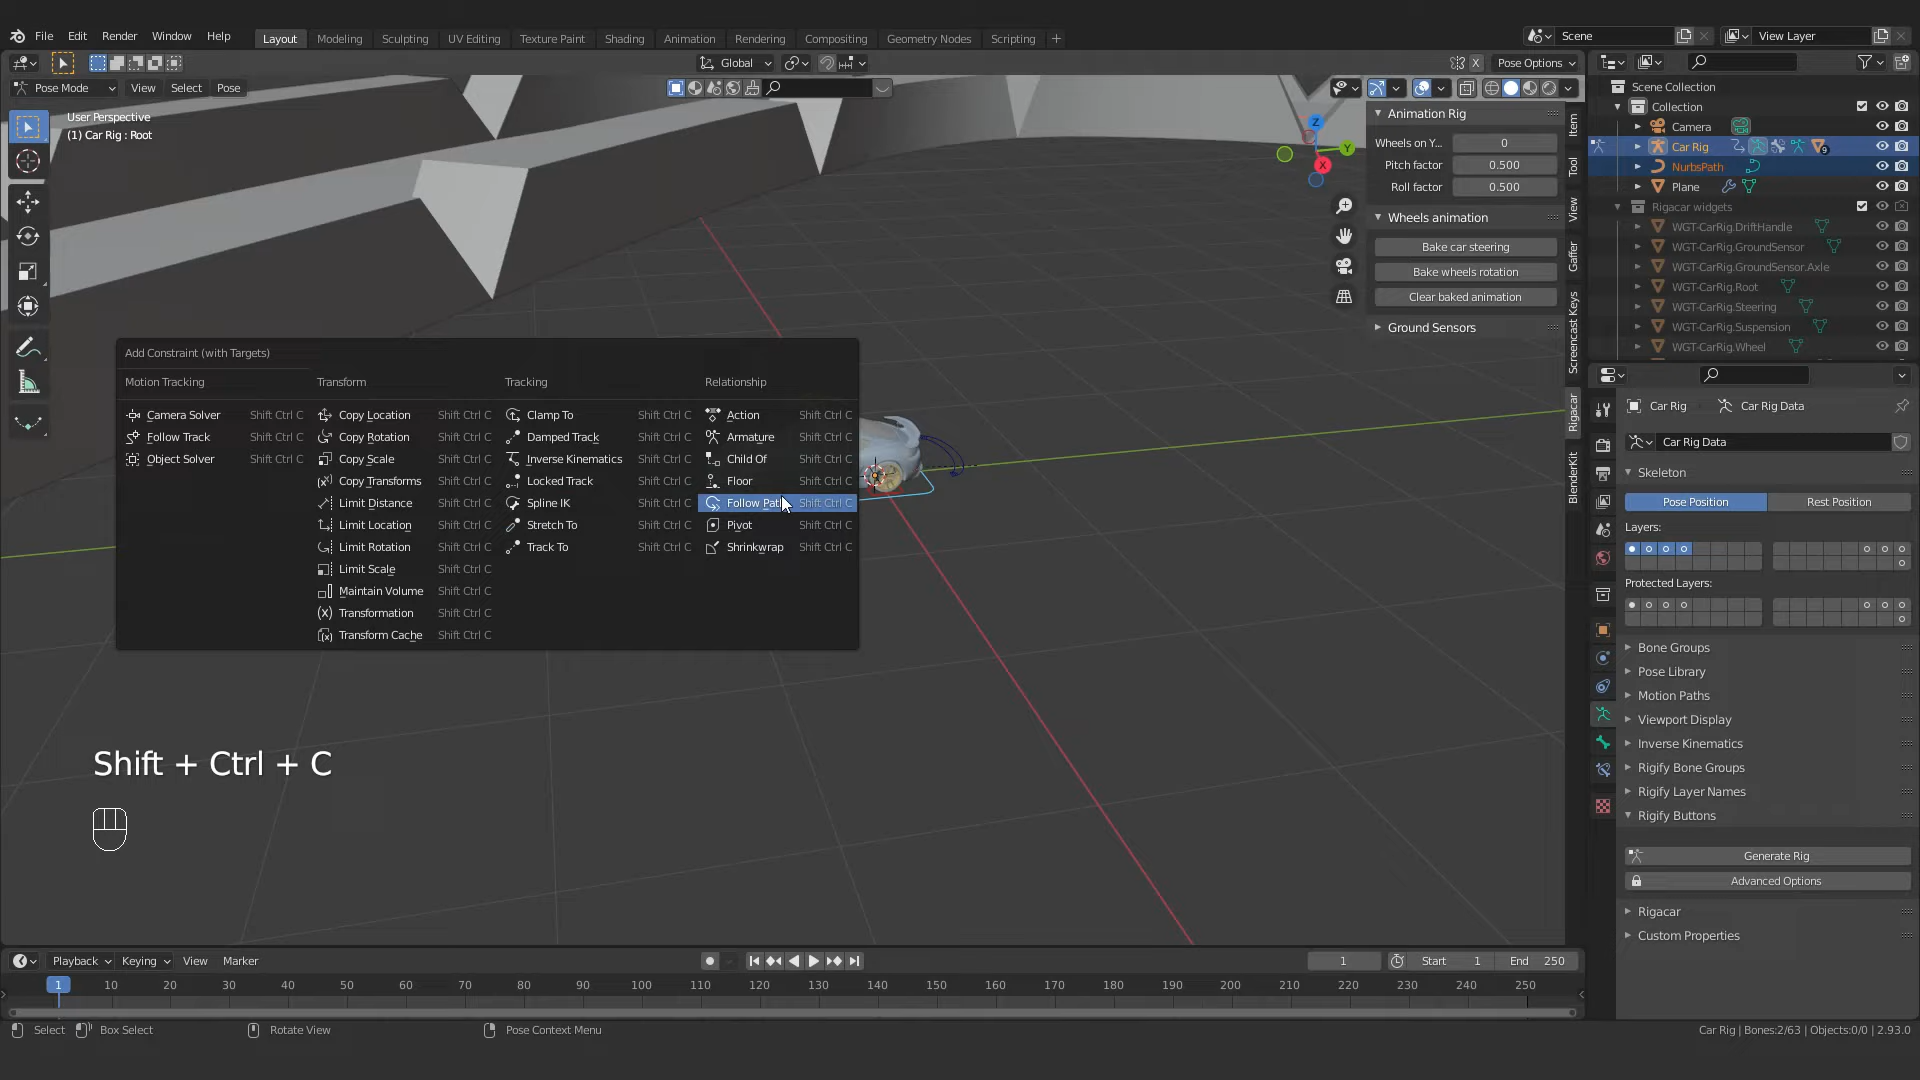 File Edit Render Window Help Layout Modeling Sculpting UV Editing Texture Paint Shading Animation Rendering Compositing Geometry Nodes Scripting + Scene View Layer
Global Pose Options
Pose Mode View Select Pose
User Perspective
(1) Car Rig : Root
Z
Y
X
Animation Rig
Wheels on Y... 0
Pitch factor 0.500
Roll factor 0.500
Wheels animation
Bake car steering
Bake wheels rotation
Clear baked animation
Ground Sensors
Item
Tool
View
Gaffer
Screencast Keys
Rigacar
BlenderKit
Scene Collection
Collection
Camera
Car Rig 9
NurbsPath
Plane
Rigacar widgets
WGT-CarRig.DriftHandle
WGT-CarRig.GroundSensor
WGT-CarRig.GroundSensor.Axle
WGT-CarRig.Root
WGT-CarRig.Steering
WGT-CarRig.Suspension
WGT-CarRig.Wheel
Add Constraint (with Targets)
Motion Tracking
Camera Solver Shift Ctrl C
Follow Track Shift Ctrl C
Object Solver Shift Ctrl C
Transform
Copy Location Shift Ctrl C
Copy Rotation Shift Ctrl C
Copy Scale Shift Ctrl C
Copy Transforms Shift Ctrl C
Limit Distance Shift Ctrl C
Limit Location Shift Ctrl C
Limit Rotation Shift Ctrl C
Limit Scale Shift Ctrl C
Maintain Volume Shift Ctrl C
Transformation Shift Ctrl C
Transform Cache Shift Ctrl C
Tracking
Clamp To Shift Ctrl C
Damped Track Shift Ctrl C
Inverse Kinematics Shift Ctrl C
Locked Track Shift Ctrl C
Spline IK Shift Ctrl C
Stretch To Shift Ctrl C
Track To Shift Ctrl C
Relationship
Action Shift Ctrl C
Armature Shift Ctrl C
Child Of Shift Ctrl C
Floor Shift Ctrl C
Follow Path Shift Ctrl C
Pivot Shift Ctrl C
Shrinkwrap Shift Ctrl C
Shift + Ctrl + C
Car Rig Car Rig Data
Car Rig Data
Skeleton
Pose Position Rest Position
Layers:
Protected Layers:
Bone Groups
Pose Library
Motion Paths
Viewport Display
Inverse Kinematics
Rigify Bone Groups
Rigify Layer Names
Rigify Buttons
Generate Rig
Advanced Options
Rigacar
Custom Properties
Playback Keying View Marker 1 Start 1 End 250
1 10 20 30 40 50 60 70 80 90 100 110 120 130 140 150 160 170 180 190 200 210 220 230 240 250
Select Box Select Rotate View Pose Context Menu Car Rig | Bones:2/63 | Objects:0/0 | 2.93.0